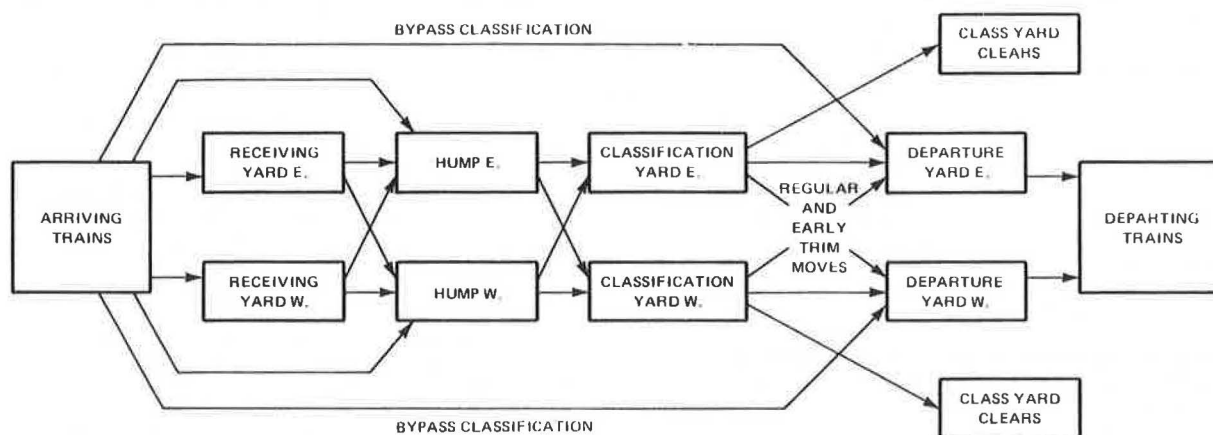 BYPASS CLASSIFICATION
CLASS YARD
CLEARS
RECEIVING
YARD E.
HUMP E.
CLASSIFICATION
YARD E.
DEPARTURE
YARD E.
ARRIVING
TRAINS
REGULAR
AND
EARLY
TRIM
MOVES
DEPARTING
TRAINS
RECEIVING
YARD W.
HUMP W.
CLASSIFICATION
YARD W.
DEPARTURE
YARD W.
CLASS YARD
CLEARS
BYPASS CLASSIFICATION